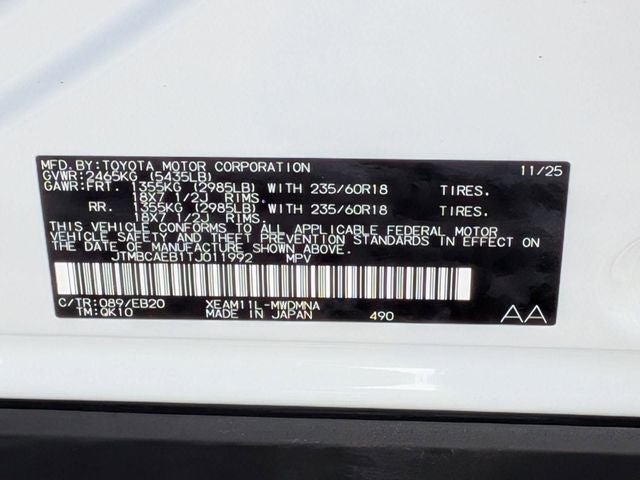 MFD. BY: TOYOTA MOTOR CORPORATION 11/25
GVWR: 2465KG (5435LB)
GAWR: FRT. 1355KG (2985LB) WITH 235/60R18 TIRES.
18X7 1/2J RIMS.
RR. 1355KG (2985LB) WITH 235/60R18 TIRES.
18X7 1/2J RIMS.
THIS VEHICLE CONFORMS TO ALL APPLICABLE FEDERAL MOTOR
VEHICLE SAFETY AND THEFT PREVENTION STANDARDS IN EFFECT ON
THE DATE OF MANUFACTURE SHOWN ABOVE.
JTMBCAEB1TJ011992 MPV
C/TR: 089/EB20 XEAM11L-MWDMNA
TM: QK10 MADE IN JAPAN 490 AA